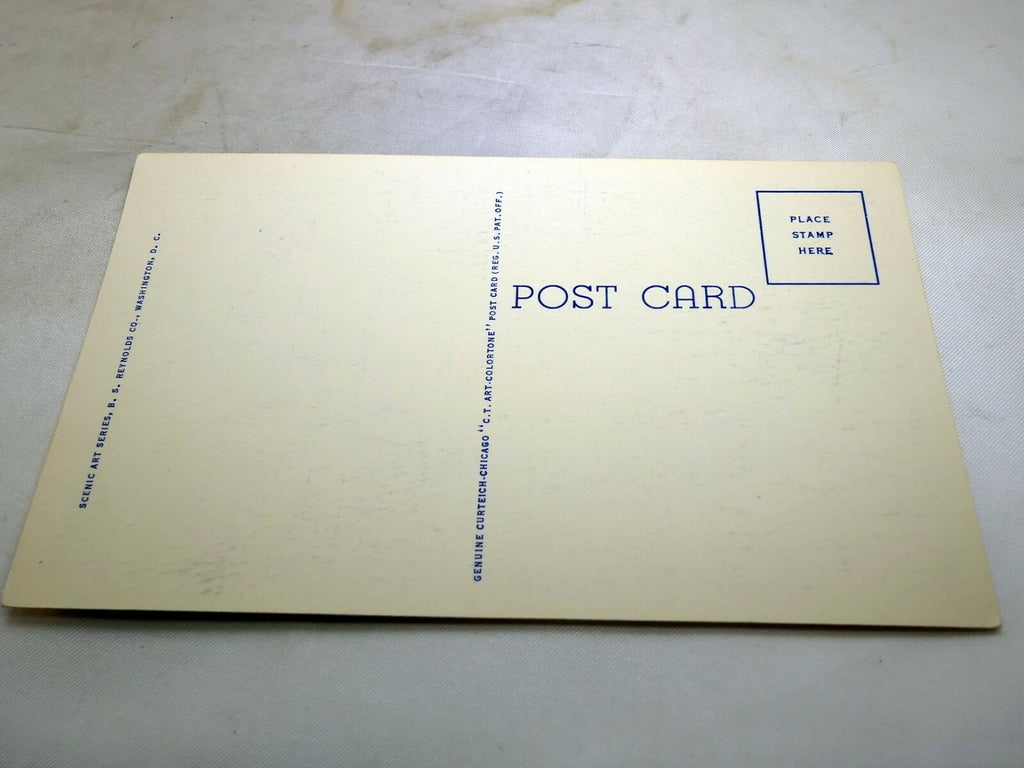 SCENIC ART SERIES, B. S. REYNOLDS CO., WASHINGTON, D. C.
GENUINE CURTEICH-CHICAGO "C.T. ART-COLORTONE" POST CARD (REG. U.S. PAT. OFF.)
POST CARD
PLACE
STAMP
HERE